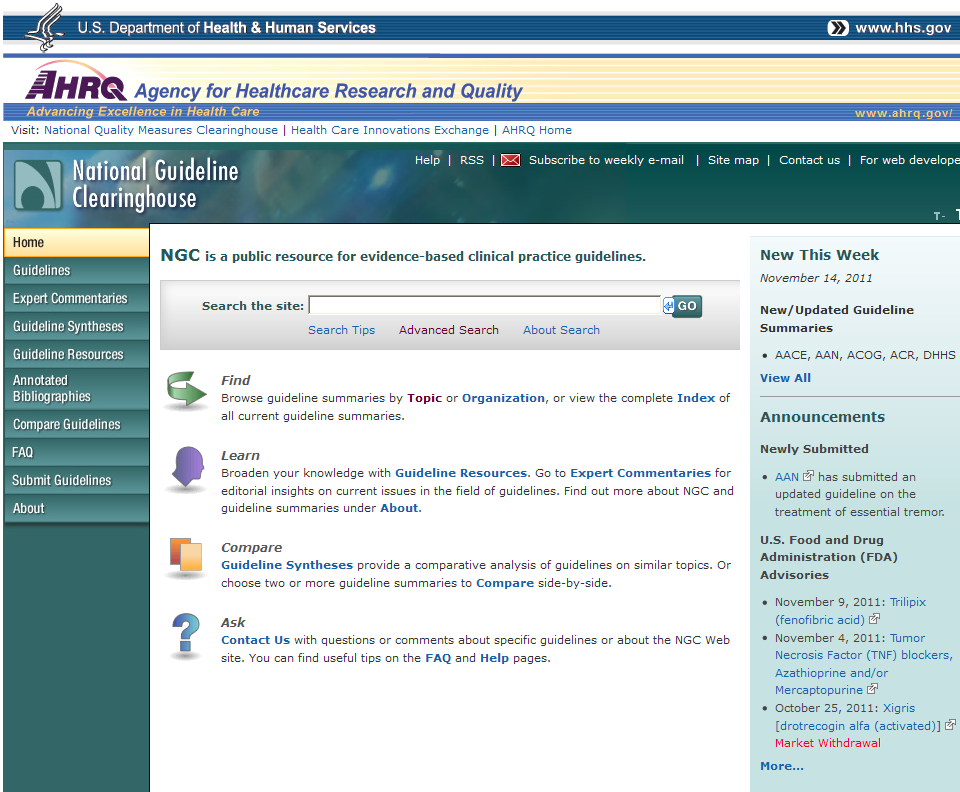 U.S. Department of Health & Human Services
www.hhs.gov
AHRQ Agency for Healthcare Research and Quality
Advancing Excellence in Health Care
www.ahrq.gov/
Visit: National Quality Measures Clearinghouse | Health Care Innovations Exchange | AHRQ Home
National Guideline
Clearinghouse
Help | RSS | Subscribe to weekly e-mail | Site map | Contact us | For web develope
T- T
Home
Guidelines
Expert Commentaries
Guideline Syntheses
Guideline Resources
Annotated
Bibliographies
Compare Guidelines
FAQ
Submit Guidelines
About
NGC is a public resource for evidence-based clinical practice guidelines.
Search the site: GO
Search Tips Advanced Search About Search
Find
Browse guideline summaries by Topic or Organization, or view the complete Index of
all current guideline summaries.
Learn
Broaden your knowledge with Guideline Resources. Go to Expert Commentaries for
editorial insights on current issues in the field of guidelines. Find out more about NGC and
guideline summaries under About.
Compare
Guideline Syntheses provide a comparative analysis of guidelines on similar topics. Or
choose two or more guideline summaries to Compare side-by-side.
Ask
Contact Us with questions or comments about specific guidelines or about the NGC Web
site. You can find useful tips on the FAQ and Help pages.
New This Week
November 14, 2011
New/Updated Guideline
Summaries
• AACE, AAN, ACOG, ACR, DHHS
View All
Announcements
Newly Submitted
• AAN has submitted an
updated guideline on the
treatment of essential tremor.
U.S. Food and Drug
Administration (FDA)
Advisories
• November 9, 2011: Trilipix
(fenofibric acid)
• November 4, 2011: Tumor
Necrosis Factor (TNF) blockers,
Azathioprine and/or
Mercaptopurine
• October 25, 2011: Xigris
[drotrecogin alfa (activated)]
Market Withdrawal
More...